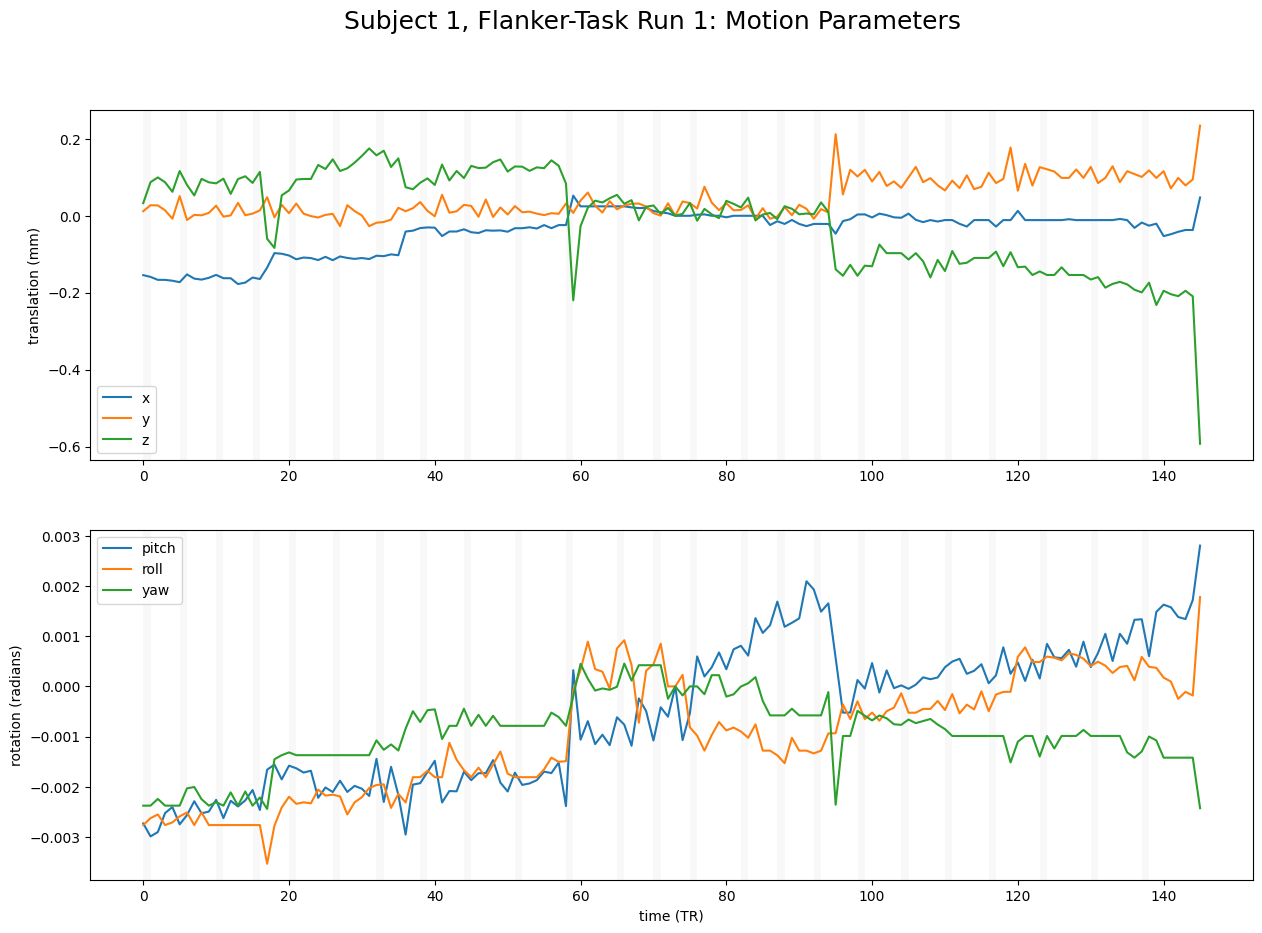 Subject 1, Flanker-Task Run 1: Motion Parameters
translation (mm)
0.2
0.0
−0.2
−0.4
−0.6
x
y
z
0 20 40 60 80 100 120 140
rotation (radians)
0.003
0.002
0.001
0.000
−0.001
−0.002
−0.003
pitch
roll
yaw
0 20 40 60 80 100 120 140
time (TR)